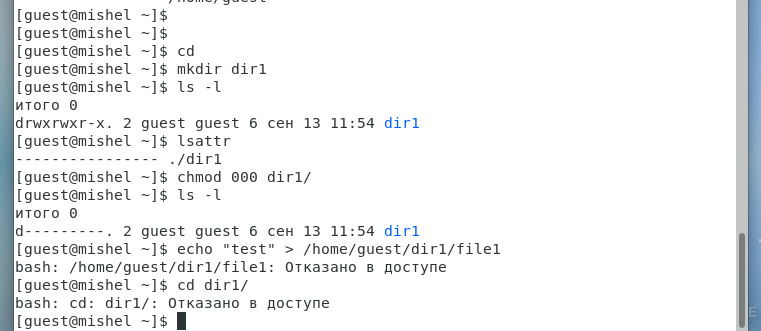 [guest@mishel ~]$
[guest@mishel ~]$
[guest@mishel ~]$ cd
[guest@mishel ~]$ mkdir dir1
[guest@mishel ~]$ ls -l
итого 0
drwxrwxr-x. 2 guest guest 6 сен 13 11:54 dir1
[guest@mishel ~]$ lsattr
---------------- ./dir1
[guest@mishel ~]$ chmod 000 dir1/
[guest@mishel ~]$ ls -l
итого 0
d---------. 2 guest guest 6 сен 13 11:54 dir1
[guest@mishel ~]$ echo "test" > /home/guest/dir1/file1
bash: /home/guest/dir1/file1: Отказано в доступе
[guest@mishel ~]$ cd dir1/
bash: cd: dir1/: Отказано в доступе
[guest@mishel ~]$